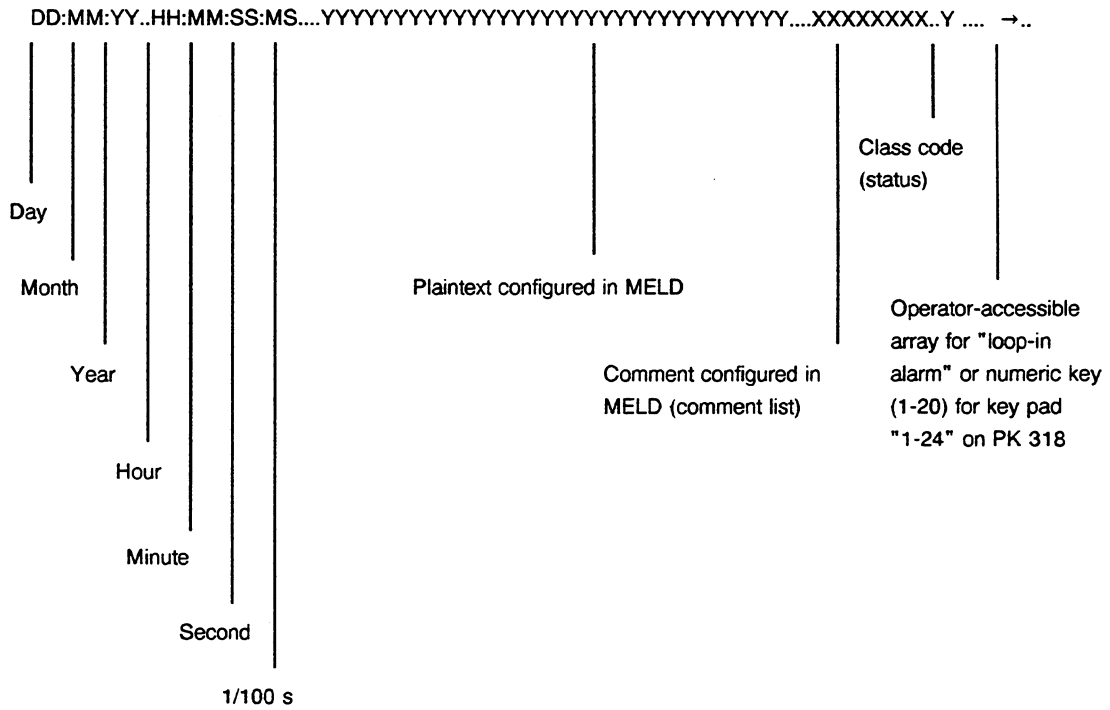 DD:MM:YY..HH:MM:SS:MS....YYYYYYYYYYYYYYYYYYYYYYYYYYYYYYYY....XXXXXXXX..Y .... →..
Class code
(status)
Day
Month
Plaintext configured in MELD
Operator-accessible
array for "loop-in
alarm" or numeric key
(1-20) for key pad
"1-24" on PK 318
Year
Comment configured in
MELD (comment list)
Hour
Minute
Second
1/100 s